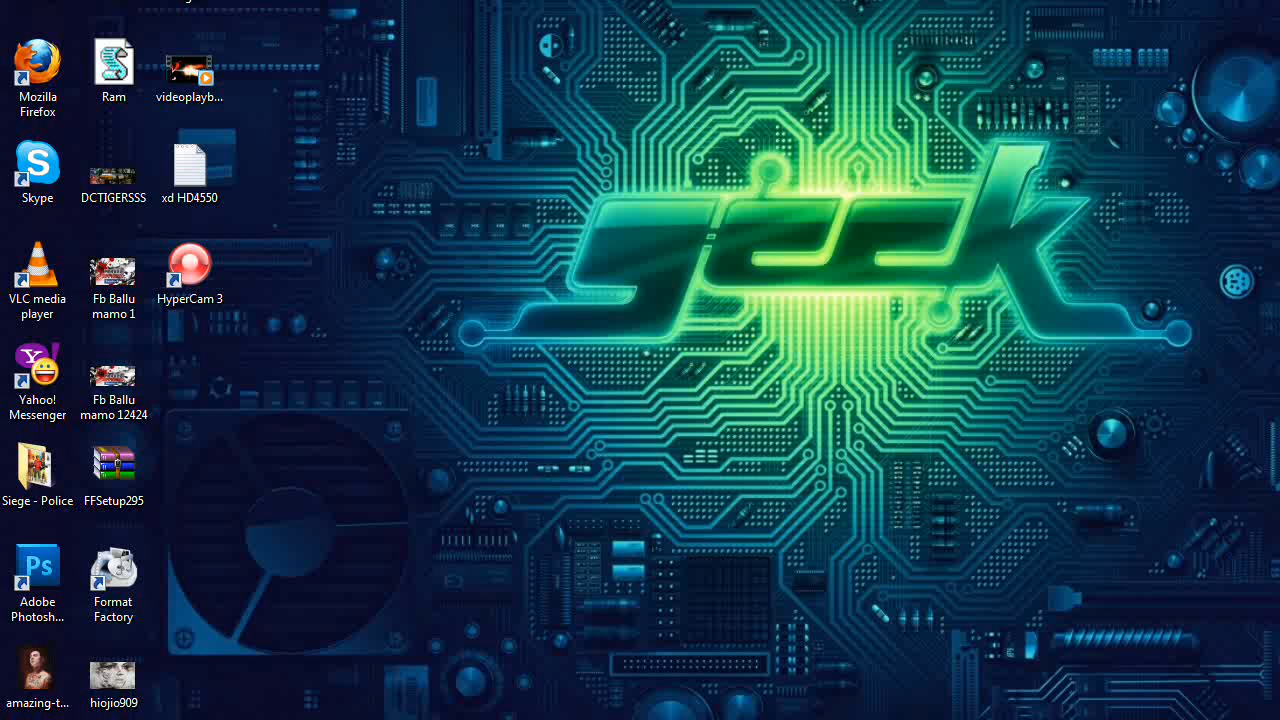 Mozilla
Firefox
Ram
videoplayb...
Skype
DCTIGERSSS
xd HD4550
VLC media
player
Fb Ballu
mamo 1
HyperCam 3
Yahoo!
Messenger
Fb Ballu
mamo 12424
Siege - Police
FFSetup295
Ps
Adobe
Photosh...
Format
Factory
amazing-t...
hiojio909
geek